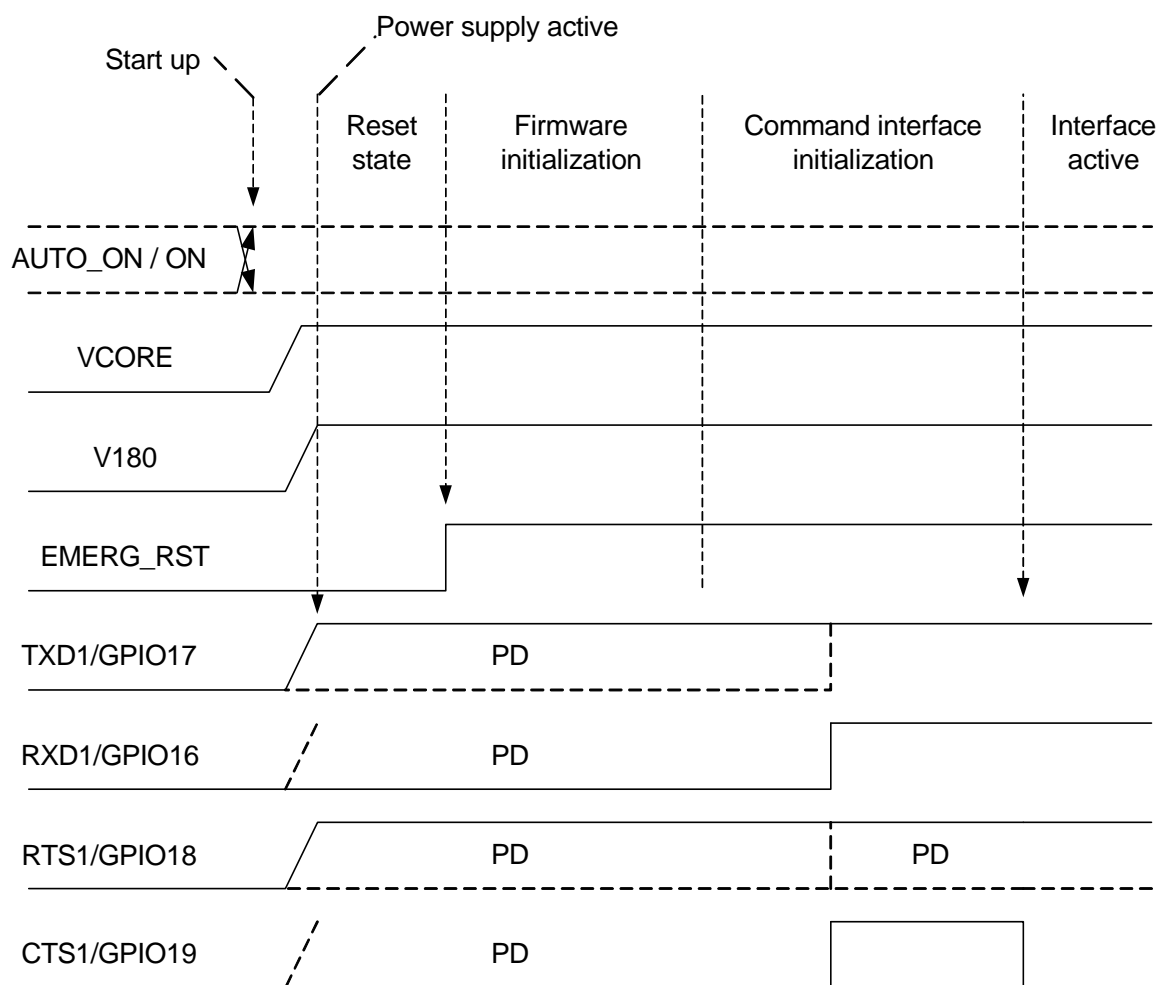 Power supply active
Start up
Reset state
Firmware initialization
Command interface initialization
Interface active
AUTO_ON / ON
VCORE
V180
EMERG_RST
TXD1/GPIO17
PD
RXD1/GPIO16
PD
RTS1/GPIO18
PD
PD
CTS1/GPIO19
PD